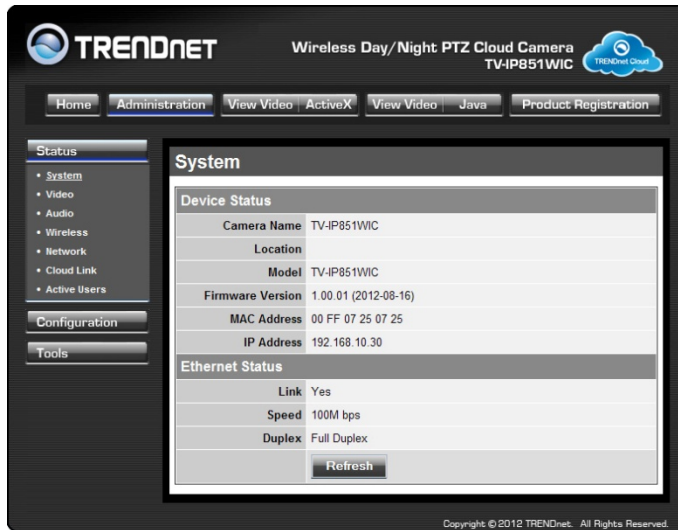 TRENDNET
Wireless Day/Night PTZ Cloud Camera
TV-IP851WIC
TRENDnet Cloud
Home Administration View Video ActiveX View Video Java Product Registration
Status
• System
• Video
• Audio
• Wireless
• Network
• Cloud Link
• Active Users
Configuration
Tools
System
Device Status
Camera Name TV-IP851WIC
Location
Model TV-IP851WIC
Firmware Version 1.00.01 (2012-08-16)
MAC Address 00 FF 07 25 07 25
IP Address 192.168.10.30
Ethernet Status
Link Yes
Speed 100M bps
Duplex Full Duplex
Refresh
Copyright © 2012 TRENDnet. All Rights Reserved.